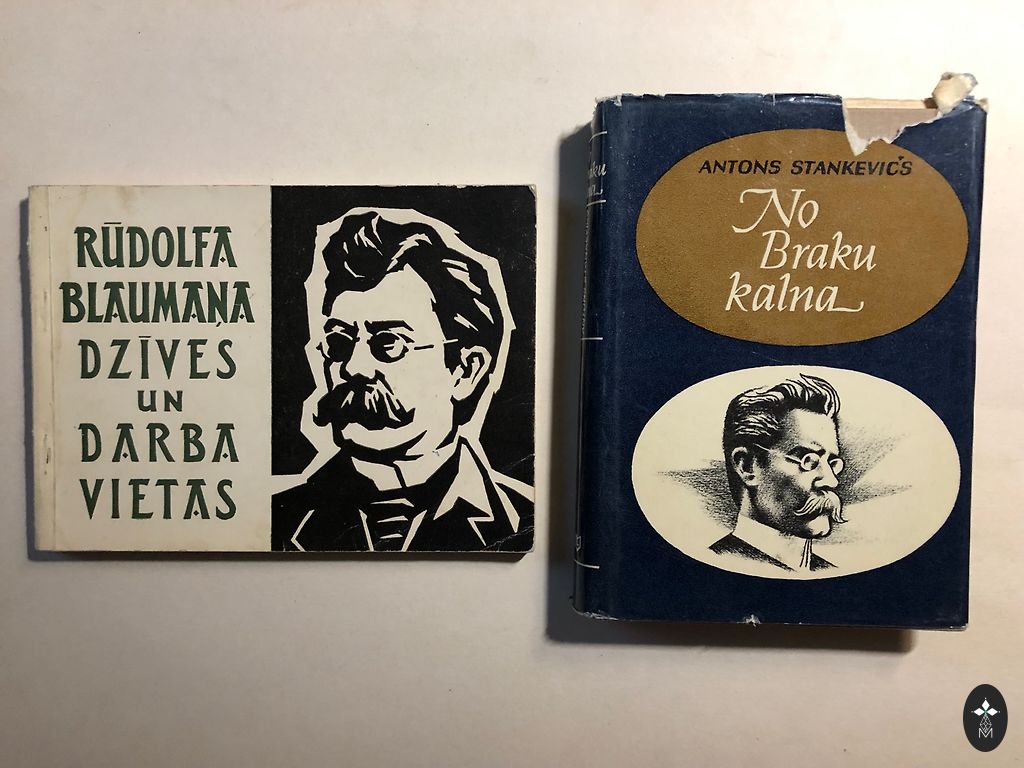 RŪDOLFA
BLAUMAŅA
DZĪVES
UN
DARBA
VIETAS
ANTONS STANKEVIČS
No
Braku
kalna
M